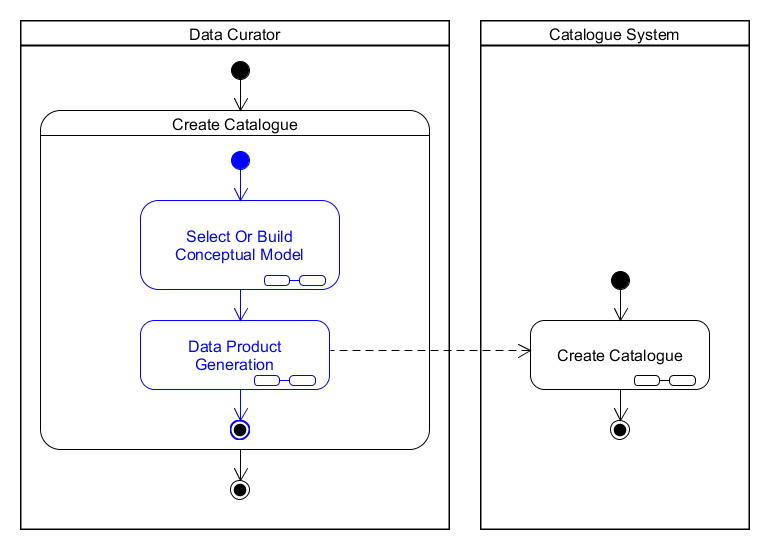 Data Curator
Catalogue System
Create Catalogue
Select Or Build
Conceptual Model
Data Product
Generation
Create Catalogue